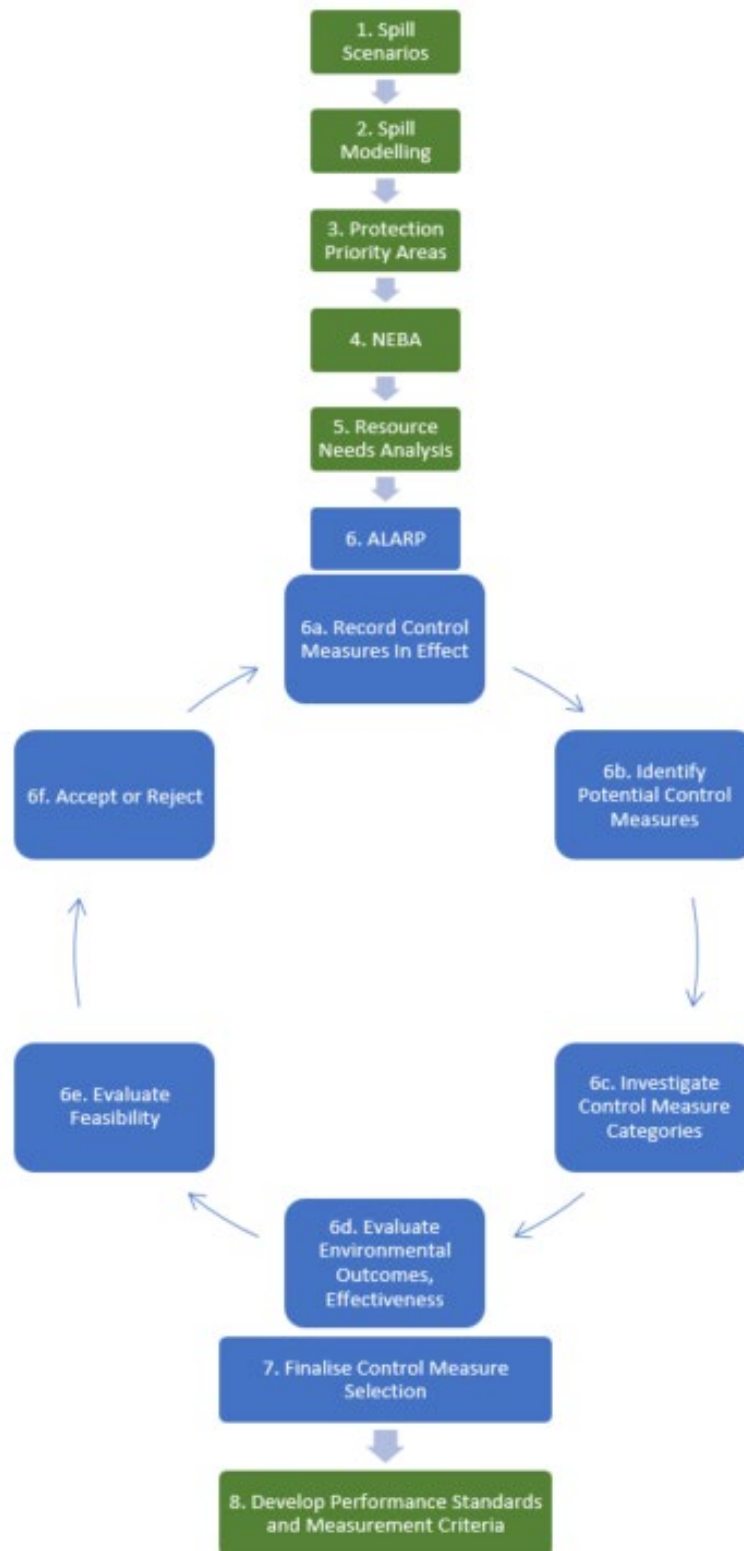 1. Spill
Scenarios
2. Spill
Modelling
3. Protection
Priority Areas
4. NEBA
5. Resource
Needs Analysis
6. ALARP
6a. Record Control
Measures In Effect
6b. Identify
Potential Control
Measures
6c. Investigate
Control Measure
Categories
6d. Evaluate
Environmental
Outcomes,
Effectiveness
6e. Evaluate
Feasibility
6f. Accept or Reject
7. Finalise Control Measure
Selection
8. Develop Performance Standards
and Measurement Criteria